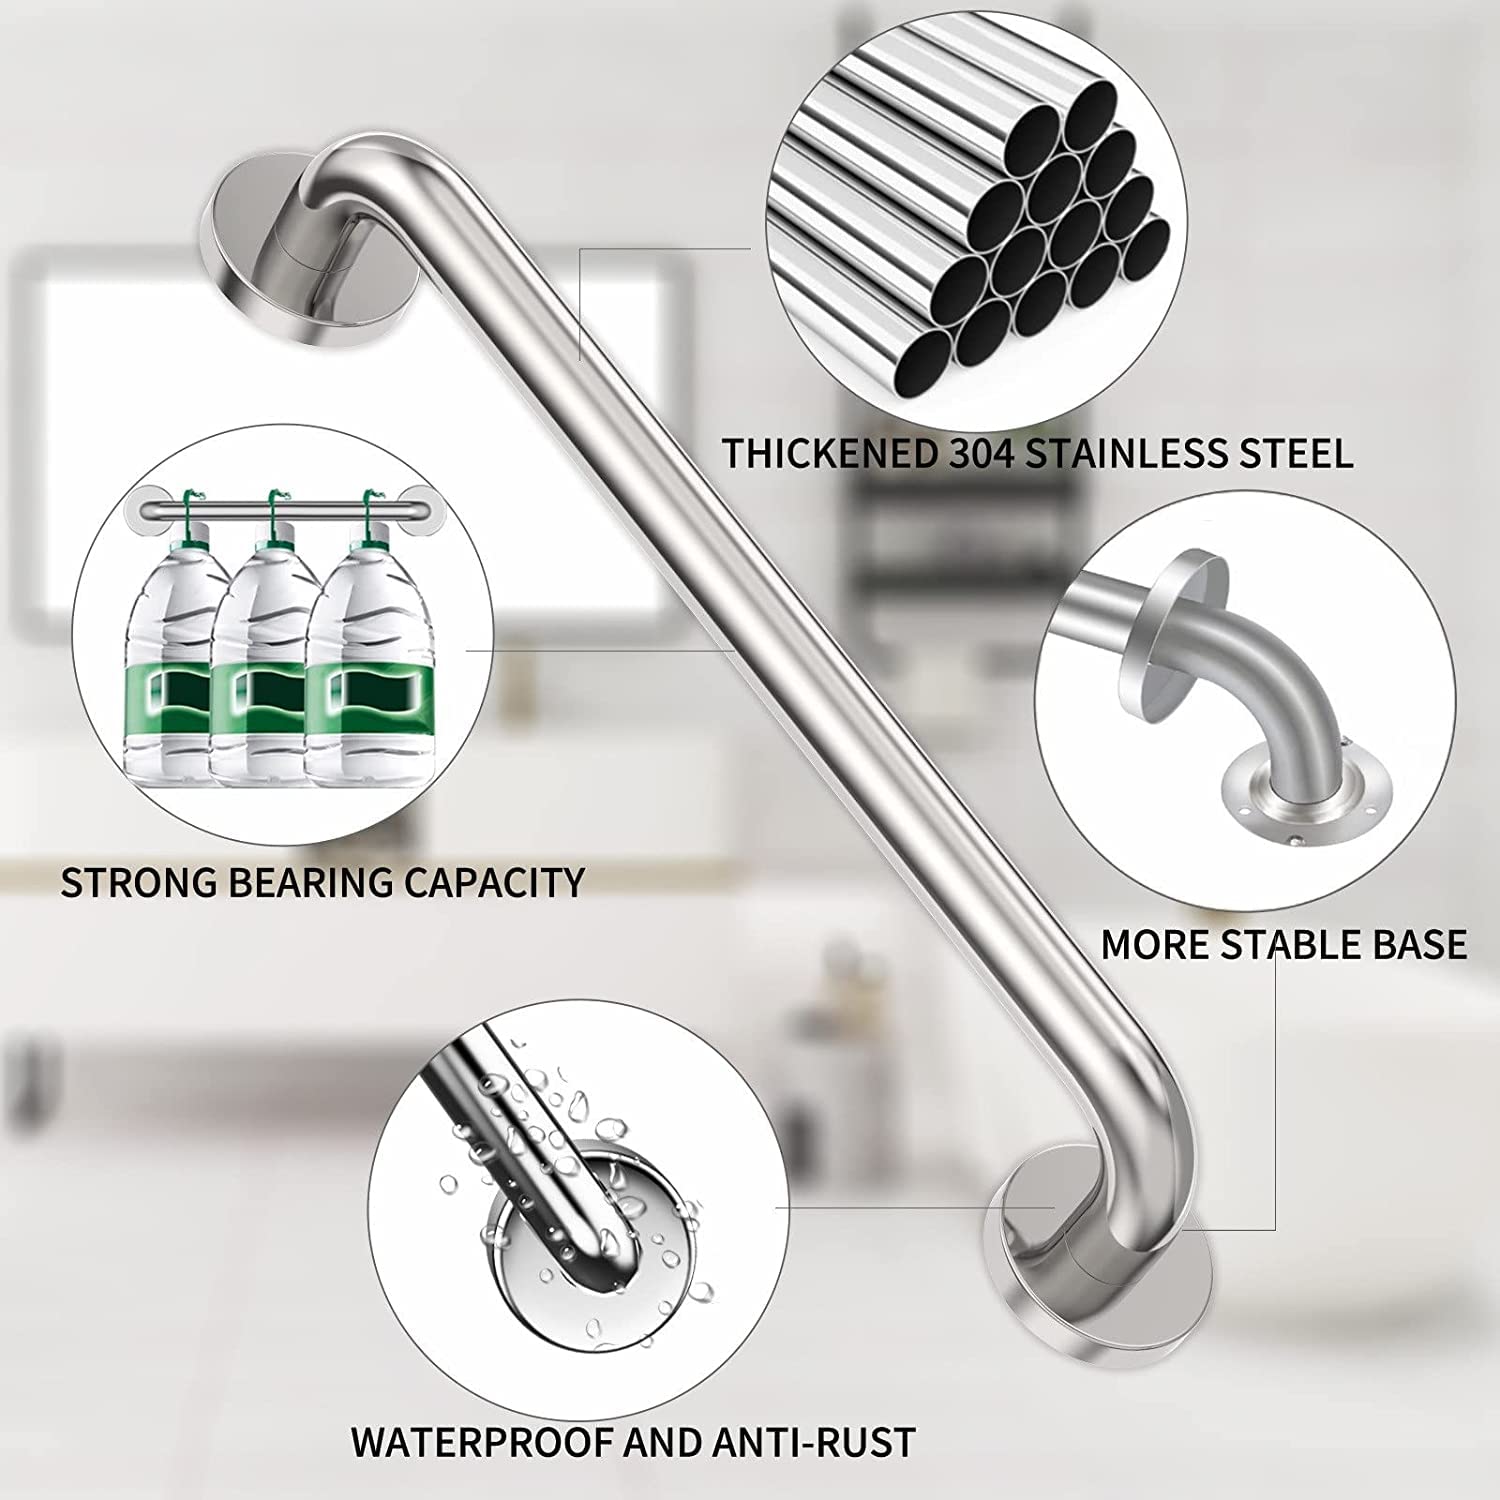 THICKENED 304 STAINLESS STEEL
STRONG BEARING CAPACITY
MORE STABLE BASE
WATERPROOF AND ANTI-RUST